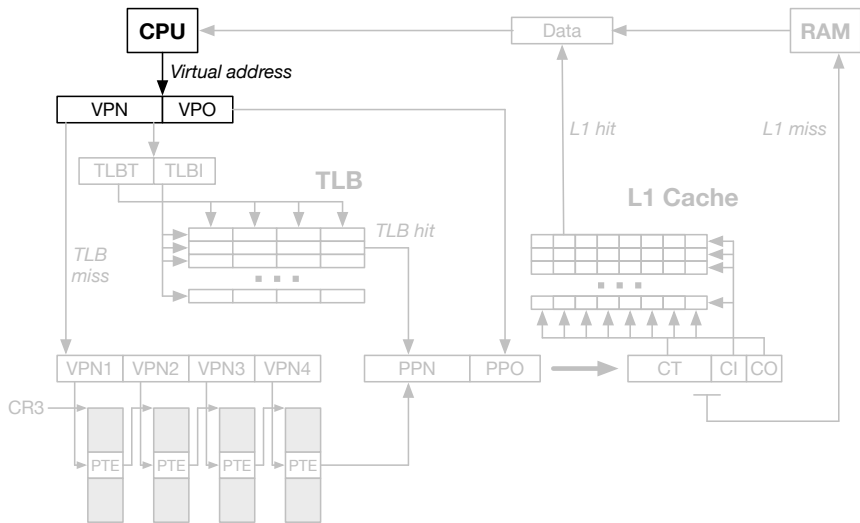 CPU
Data
RAM
Virtual address
VPN VPO
L1 hit
L1 miss
TLBT TLBI
TLB
L1 Cache
TLB hit
TLB
miss
VPN1 VPN2 VPN3 VPN4
PPN PPO
CT CI CO
CR3
PTE PTE PTE PTE